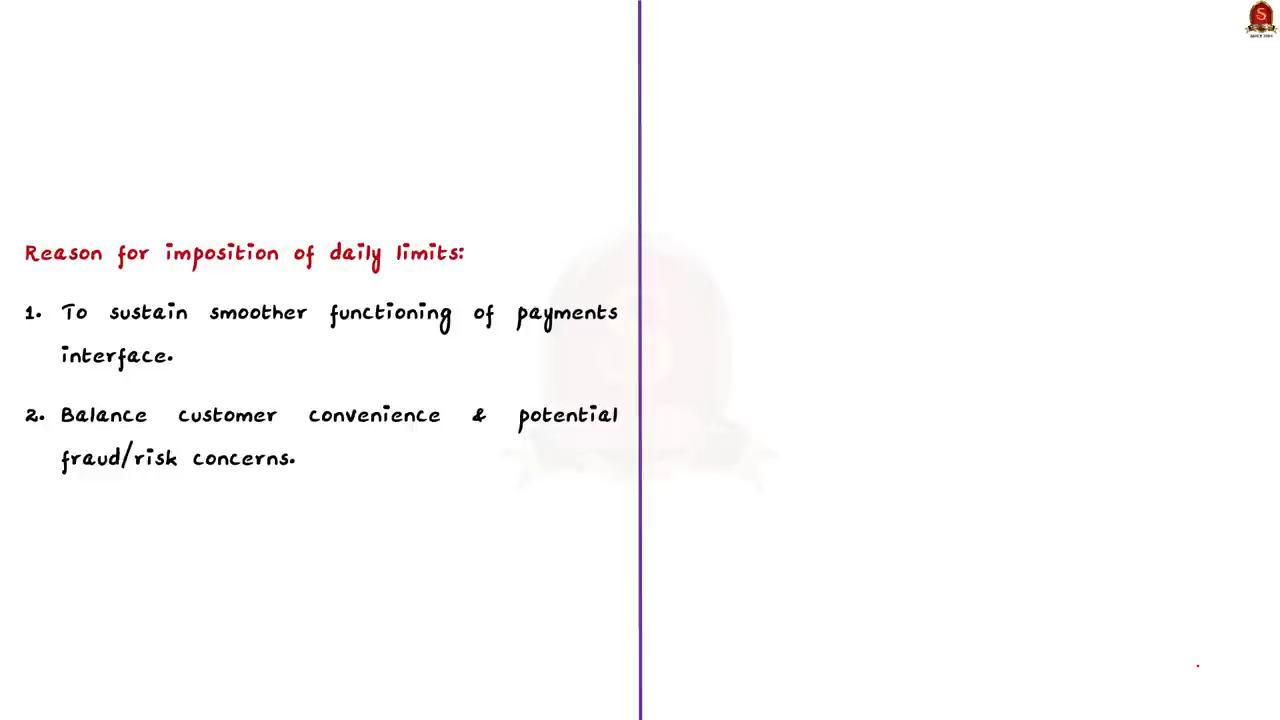 Reason for imposition of daily limits:
1. To sustain smoother functioning of payments
interface.
2. Balance customer convenience & potential
fraud/risk concerns.
S